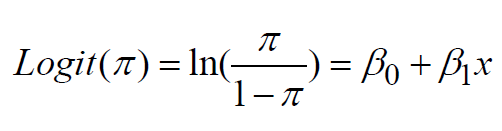 Logit(π) = ln(π/(1−π)) = β₀ + β₁x